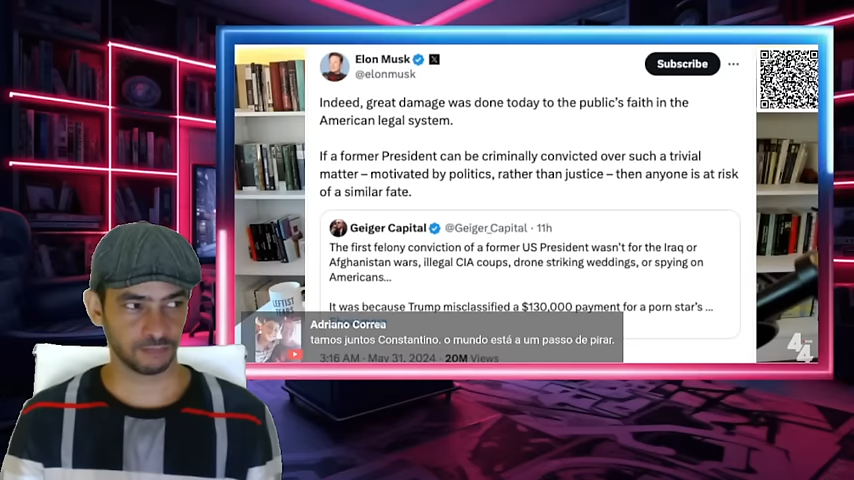 Elon Musk
@elonmusk
Subscribe
Indeed, great damage was done today to the public's faith in the
American legal system.
If a former President can be criminally convicted over such a trivial
matter – motivated by politics, rather than justice – then anyone is at risk
of a similar fate.
Geiger Capital @Geiger_Capital · 11h
The first felony conviction of a former US President wasn't for the Iraq or
Afghanistan wars, illegal CIA coups, drone striking weddings, or spying on
Americans...
It was because Trump misclassified a $130,000 payment for a porn star's ...
LEFTIST
TEARS
Adriano Correa
tamos juntos Constantino. o mundo está a um passo de pirar.
3:16 AM · May 31, 2024 · 20M Views
44